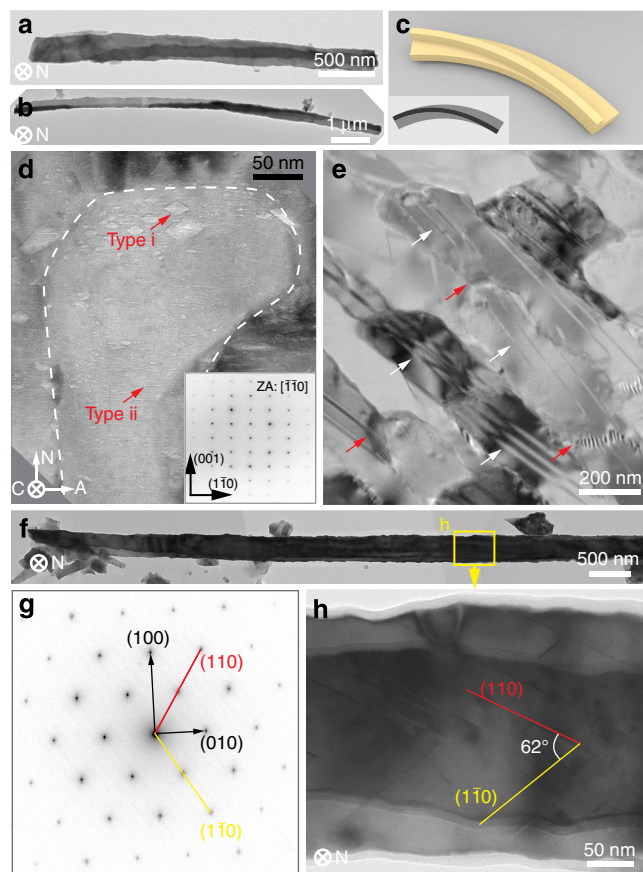 a
N
500 nm
b
N
1 μm
c
d
50 nm
Type i
Type ii
ZA: [1̄1̄0]
(001)
(11̄0)
N
C
A
e
200 nm
f
h
N
500 nm
g
(100)
(110)
(010)
(11̄0)
h
(110)
62°
(11̄0)
N
50 nm